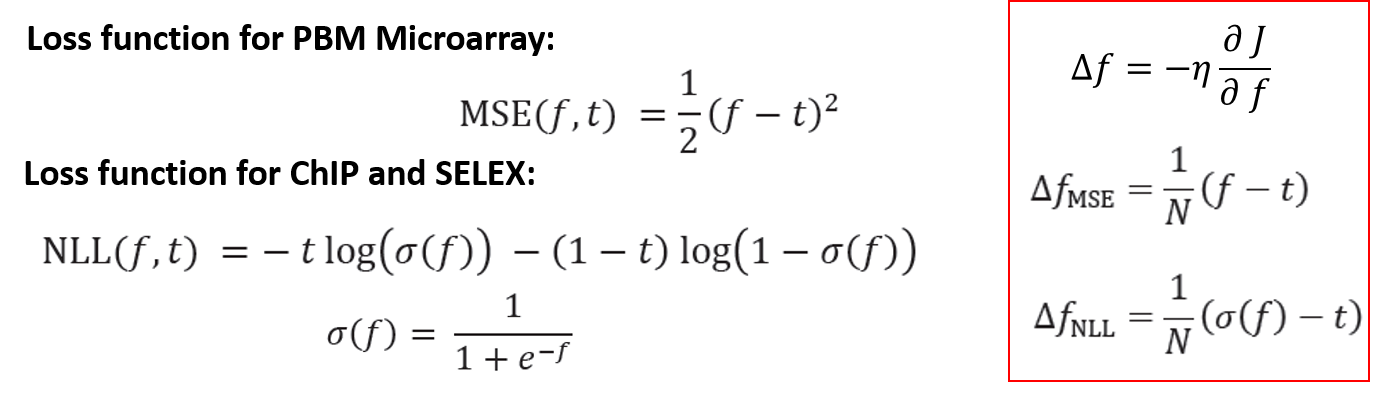 Loss function for PBM Microarray:
MSE(f, t) = 1/2 (f − t)²
Loss function for ChIP and SELEX:
NLL(f, t) = − t log(σ(f)) − (1 − t) log(1 − σ(f))
σ(f) = 1 / (1 + e^{−f})
Δf = −η ∂J/∂f
Δf_MSE = 1/N (f − t)
Δf_NLL = 1/N (σ(f) − t)